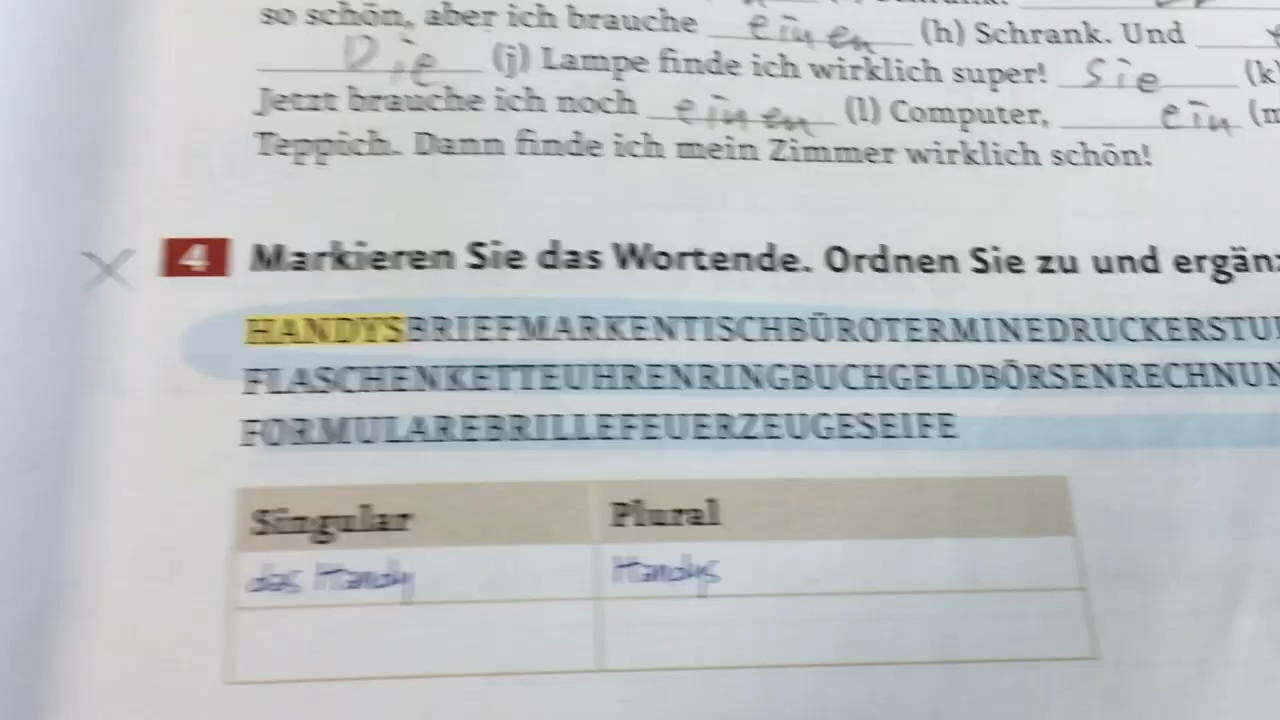 so schön, aber ich brauche einen (h) Schrank. Und
Die (j) Lampe finde ich wirklich super! Sie (k)
Jetzt brauche ich noch einen (l) Computer, ein (m
Teppich. Dann finde ich mein Zimmer wirklich schön!
4 Markieren Sie das Wortende. Ordnen Sie zu und ergän
HANDYSBRIEFMARKENTISCHBÜROTERMINEDRUCKERSTU
FLASCHENKETTEUHRENRINGBUCHGELDBÖRSENRECHNUN
FORMULAREBRILLEFEUERZEUGESEIFE
Singular Plural
das Handy Handys